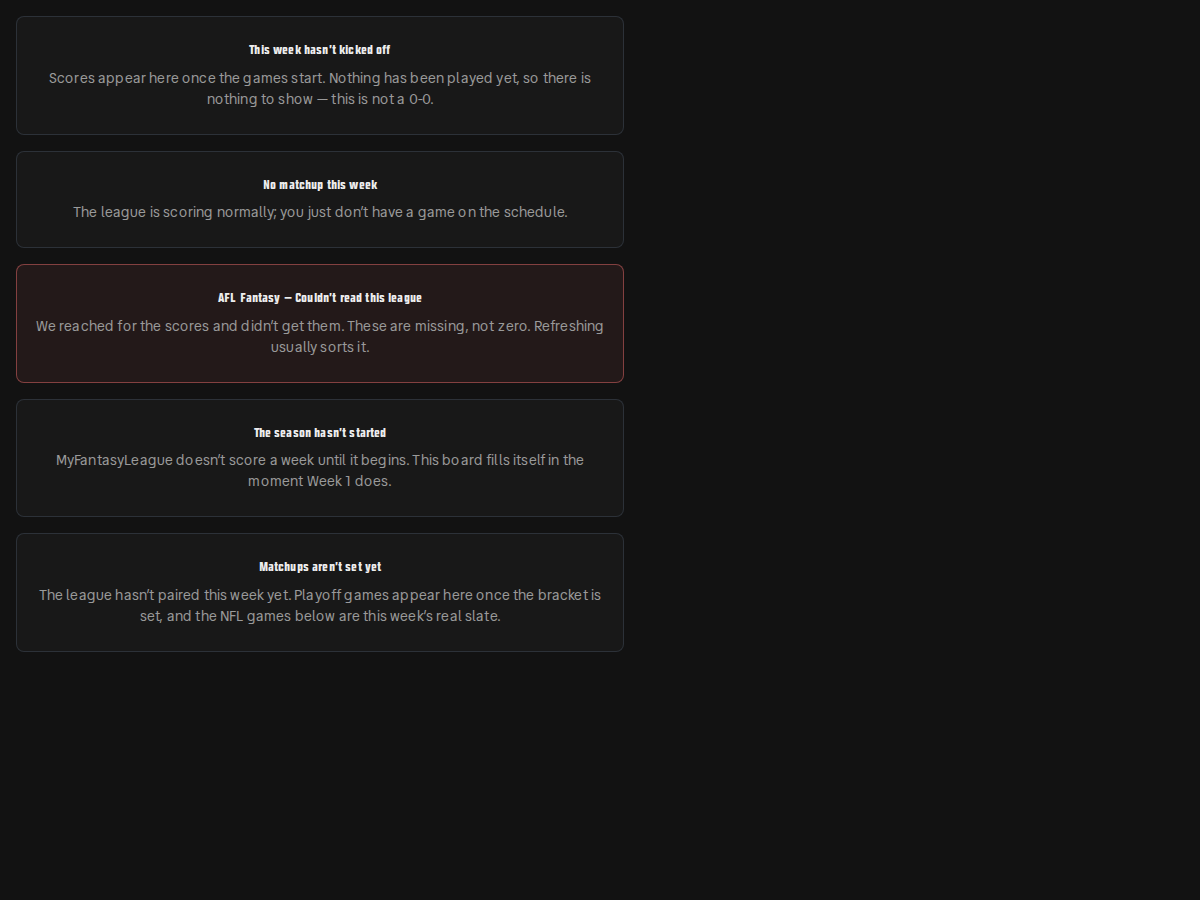 This week hasn't kicked off
Scores appear here once the games start. Nothing has been played yet, so there is
nothing to show — this is not a 0-0.
No matchup this week
The league is scoring normally; you just don't have a game on the schedule.
AFL Fantasy — Couldn't read this league
We reached for the scores and didn't get them. These are missing, not zero. Refreshing
usually sorts it.
The season hasn't started
MyFantasyLeague doesn't score a week until it begins. This board fills itself in the
moment Week 1 does.
Matchups aren't set yet
The league hasn't paired this week yet. Playoff games appear here once the bracket is
set, and the NFL games below are this week's real slate.